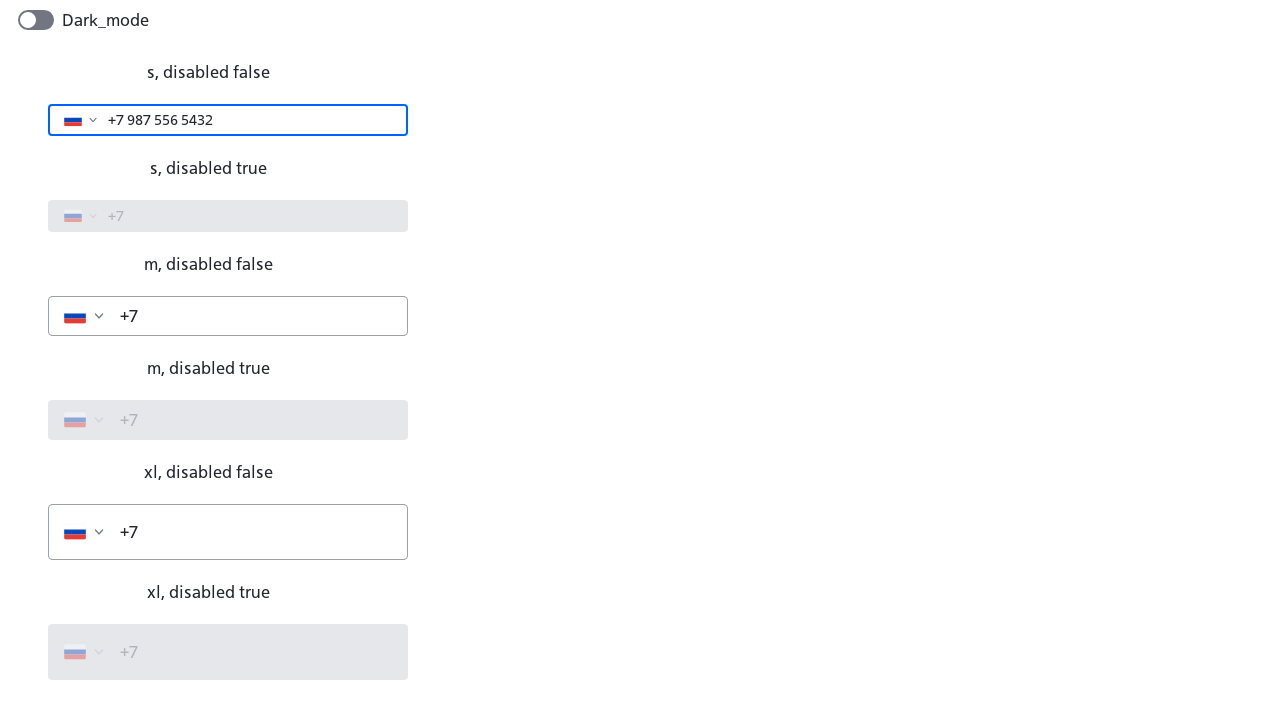 Dark_mode
s, disabled false
+7 987 556 5432
s, disabled true
+7
m, disabled false
+7
m, disabled true
+7
xl, disabled false
+7
xl, disabled true
+7